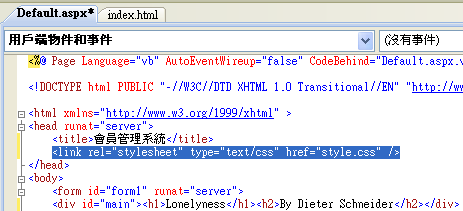 Default.aspx* index.html
用戶端物件和事件 (沒有事件)
<%@ Page Language="vb" AutoEventWireup="false" CodeBehind="Default.aspx.v
<!DOCTYPE html PUBLIC "-//W3C//DTD XHTML 1.0 Transitional//EN" "http://www
<html xmlns="http://www.w3.org/1999/xhtml" >
<head runat="server">
<title>會員管理系統</title>
<link rel="stylesheet" type="text/css" href="style.css" />
</head>
<body>
<form id="form1" runat="server">
<div id="main"><h1>Lonelyness</h1><h2>By Dieter Schneider</h2></div>